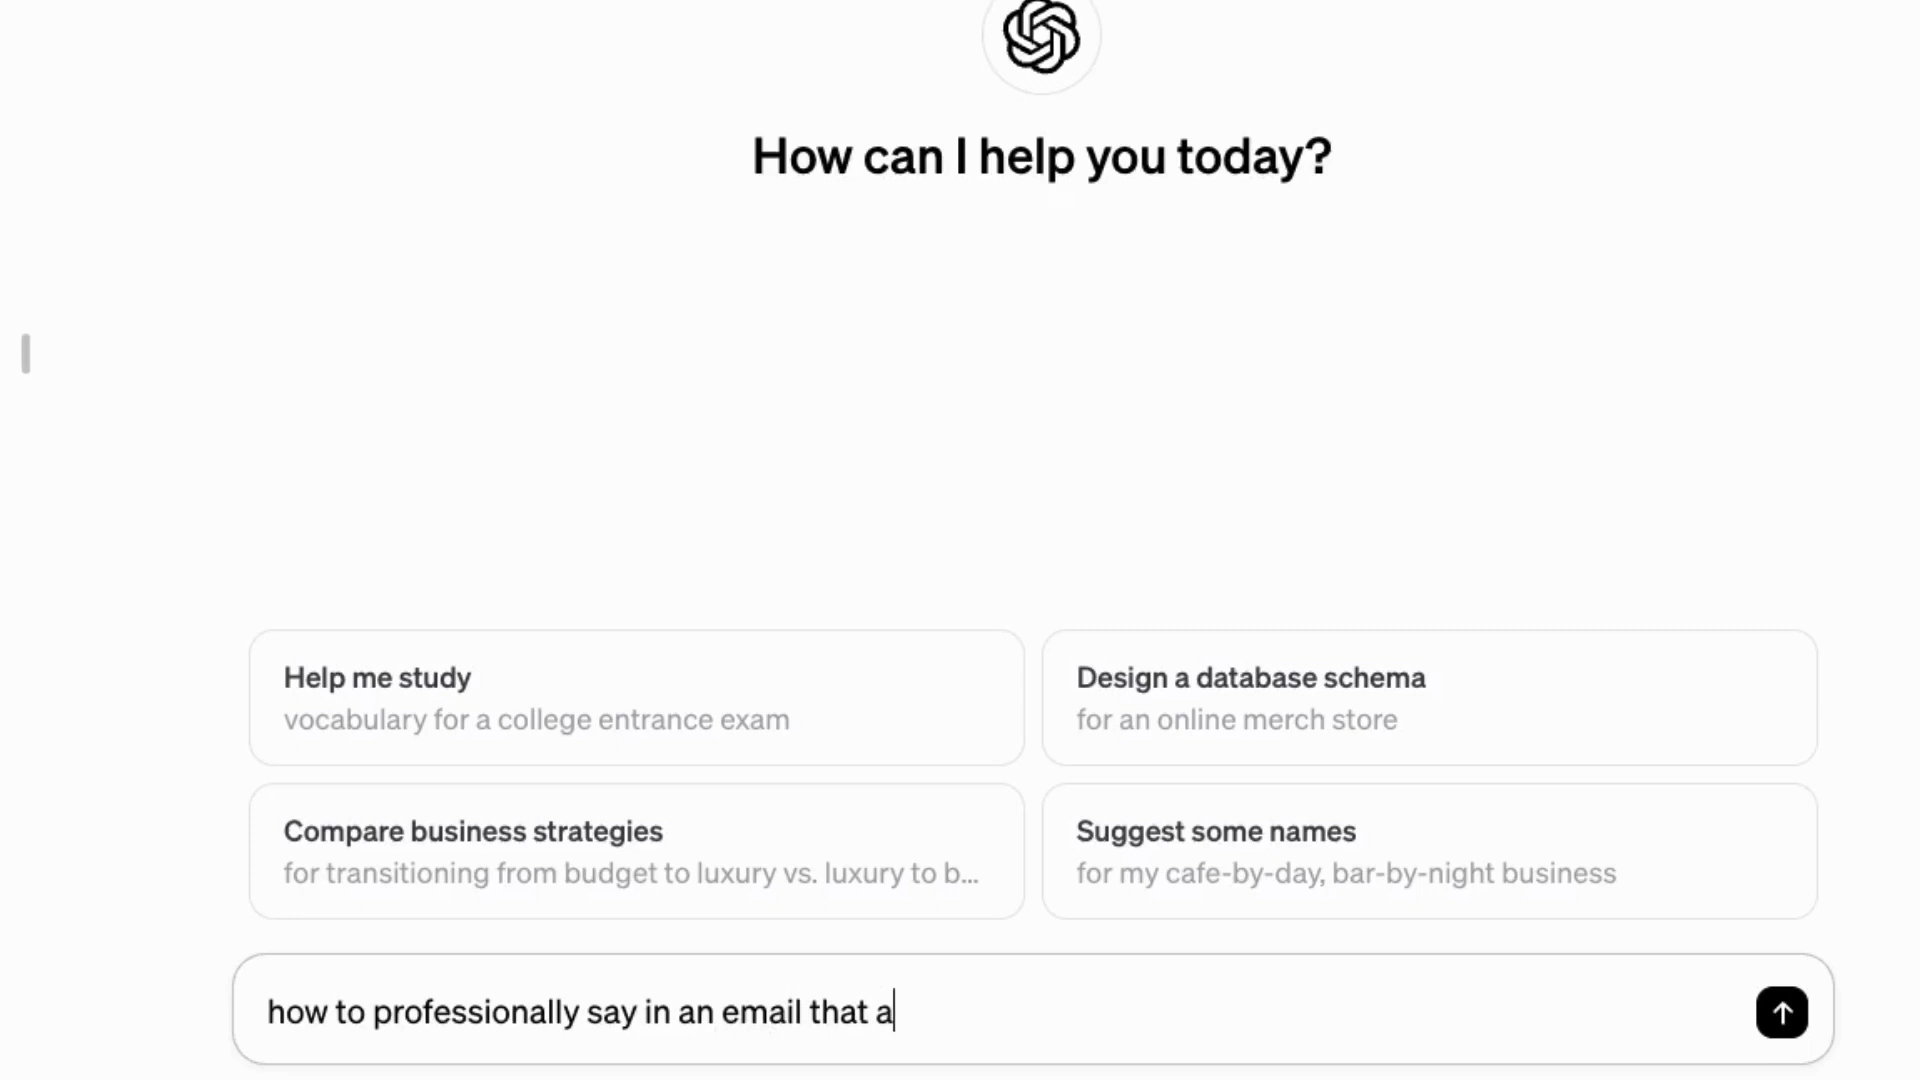 How can I help you today?
Help me study
vocabulary for a college entrance exam
Design a database schema
for an online merch store
Compare business strategies
for transitioning from budget to luxury vs. luxury to b...
Suggest some names
for my cafe-by-day, bar-by-night business
how to professionally say in an email that a